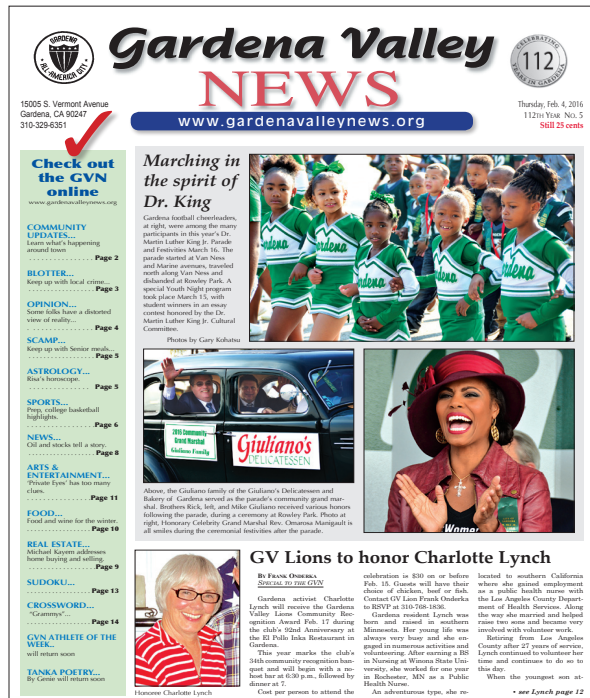 GARDENA
ALL-AMERICA CITY
Gardena Valley
NEWS
CELEBRATING
112
YEARS IN GARDENA
15005 S. Vermont Avenue
Gardena, CA 90247
310-329-6351
www.gardenavalleynews.org
Thursday, Feb. 4, 2016
112TH YEAR NO. 5
Still 25 cents
Check out
the GVN
online
www.gardenavalleynews.org
COMMUNITY
UPDATES...
Learn what's happening
around town
. . . . . . . . . . . . . . . . Page 2
BLOTTER...
Keep up with local crime...
. . . . . . . . . . . . . . . . Page 3
OPINION...
Some folks have a distorted
view of reality...
. . . . . . . . . . . . . . . . Page 4
SCAMP...
Keep up with Senior meals...
. . . . . . . . . . . . . . . . Page 5
ASTROLOGY...
Risa's horoscope.
. . . . . . . . . . . . . . . . Page 5
SPORTS...
Prep, college basketball
highlights.
. . . . . . . . . . . . . . . . Page 6
NEWS...
Oil and stocks tell a story.
. . . . . . . . . . . . . . . . Page 8
ARTS &
ENTERTAINMENT...
'Private Eyes' has too many
clues.
. . . . . . . . . . . . . . . . Page 11
FOOD...
Food and wine for the winter.
. . . . . . . . . . . . . . . . Page 10
REAL ESTATE...
Michael Kayem addresses
home buying and selling.
. . . . . . . . . . . . . . . . Page 9
SUDOKU...
. . . . . . . . . . . . . . . . Page 13
CROSSWORD...
"Grammys"...
. . . . . . . . . . . . . . . . Page 14
GVN ATHLETE OF THE
WEEK..
will return soon
TANKA POETRY...
By Genie will return soon
Marching in
the spirit of
Dr. King
Gardena football cheerleaders,
at right, were among the many
participants in this year's Dr.
Martin Luther King Jr. Parade
and Festivities March 16. The
parade started at Van Ness
and Marine avenues, traveled
north along Van Ness and
disbanded at Rowley Park. A
special Youth Night program
took place March 15, with
student winners in an essay
contest honored by the Dr.
Martin Luther King Jr. Cultural
Committee.
Photos by Gary Kohatsu
Gardena
2016 Community
Grand Marshal
Giuliano Family
Giuliano's
DELICATESSEN
Women
Above, the Giuliano family of the Giuliano's Delicatessen and
Bakery of Gardena served as the parade's community grand mar-
shal. Brothers Rick, left, and Mike Giuliano received various honors
following the parade, during a ceremony at Rowley Park. Photo at
right, Honorary Celebrity Grand Marshal Rev. Omarosa Manigault is
all smiles during the ceremonial festivities after the parade.
Honoree Charlotte Lynch
GV Lions to honor Charlotte Lynch
BY FRANK ONDERKA
SPECIAL TO THE GVN
Gardena activist Charlotte
Lynch will receive the Gardena
Valley Lions Community Rec-
ognition Award Feb. 17 during
the club's 92nd Anniversary at
the El Pollo Inka Restaurant in
Gardena.
This year marks the club's
34th community recognition ban-
quet and will begin with a no-
host bar at 6:30 p.m., followed by
dinner at 7.
Cost per person to attend the
celebration is $30 on or before
Feb. 15. Guests will have their
choice of chicken, beef or fish.
Contact GV Lion Frank Onderka
to RSVP at 310-768-1836.
Gardena resident Lynch was
born and raised in southern
Minnesota. Her young life was
always very busy and she en-
gaged in numerous activities and
volunteering. After earning a BS
in Nursing at Winona State Uni-
versity, she worked for one year
in Rochester, MN as a Public
Health Nurse.
An adventurous type, she re-
located to southern California
where she gained employment
as a public health nurse with
the Los Angeles County Depart-
ment of Health Services. Along
the way she married and helped
raise two sons and became very
involved with volunteer work.
Retiring from Los Angeles
County after 27 years of service,
Lynch continued to volunteer her
time and continues to do so to
this day.
When the youngest son at-
• see Lynch page 12